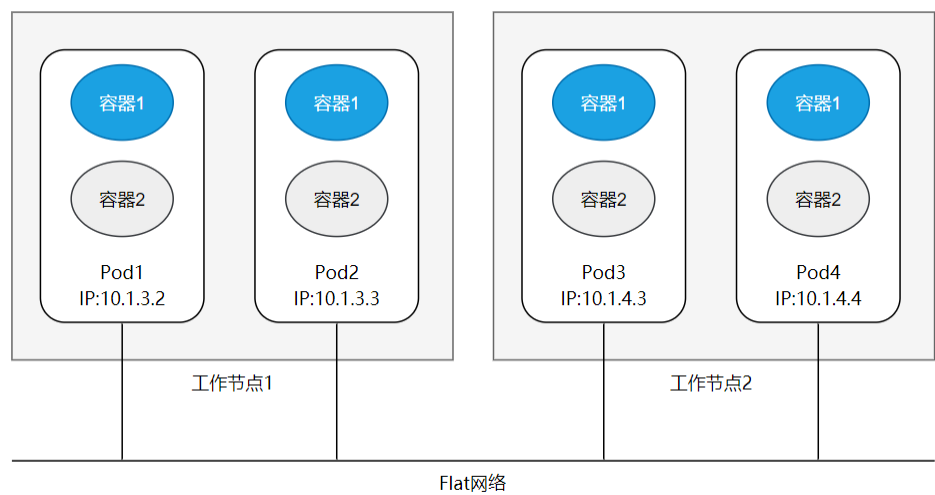 容器1
容器2
Pod1
IP:10.1.3.2
容器1
容器2
Pod2
IP:10.1.3.3
工作节点1
容器1
容器2
Pod3
IP:10.1.4.3
容器1
容器2
Pod4
IP:10.1.4.4
工作节点2
Flat网络